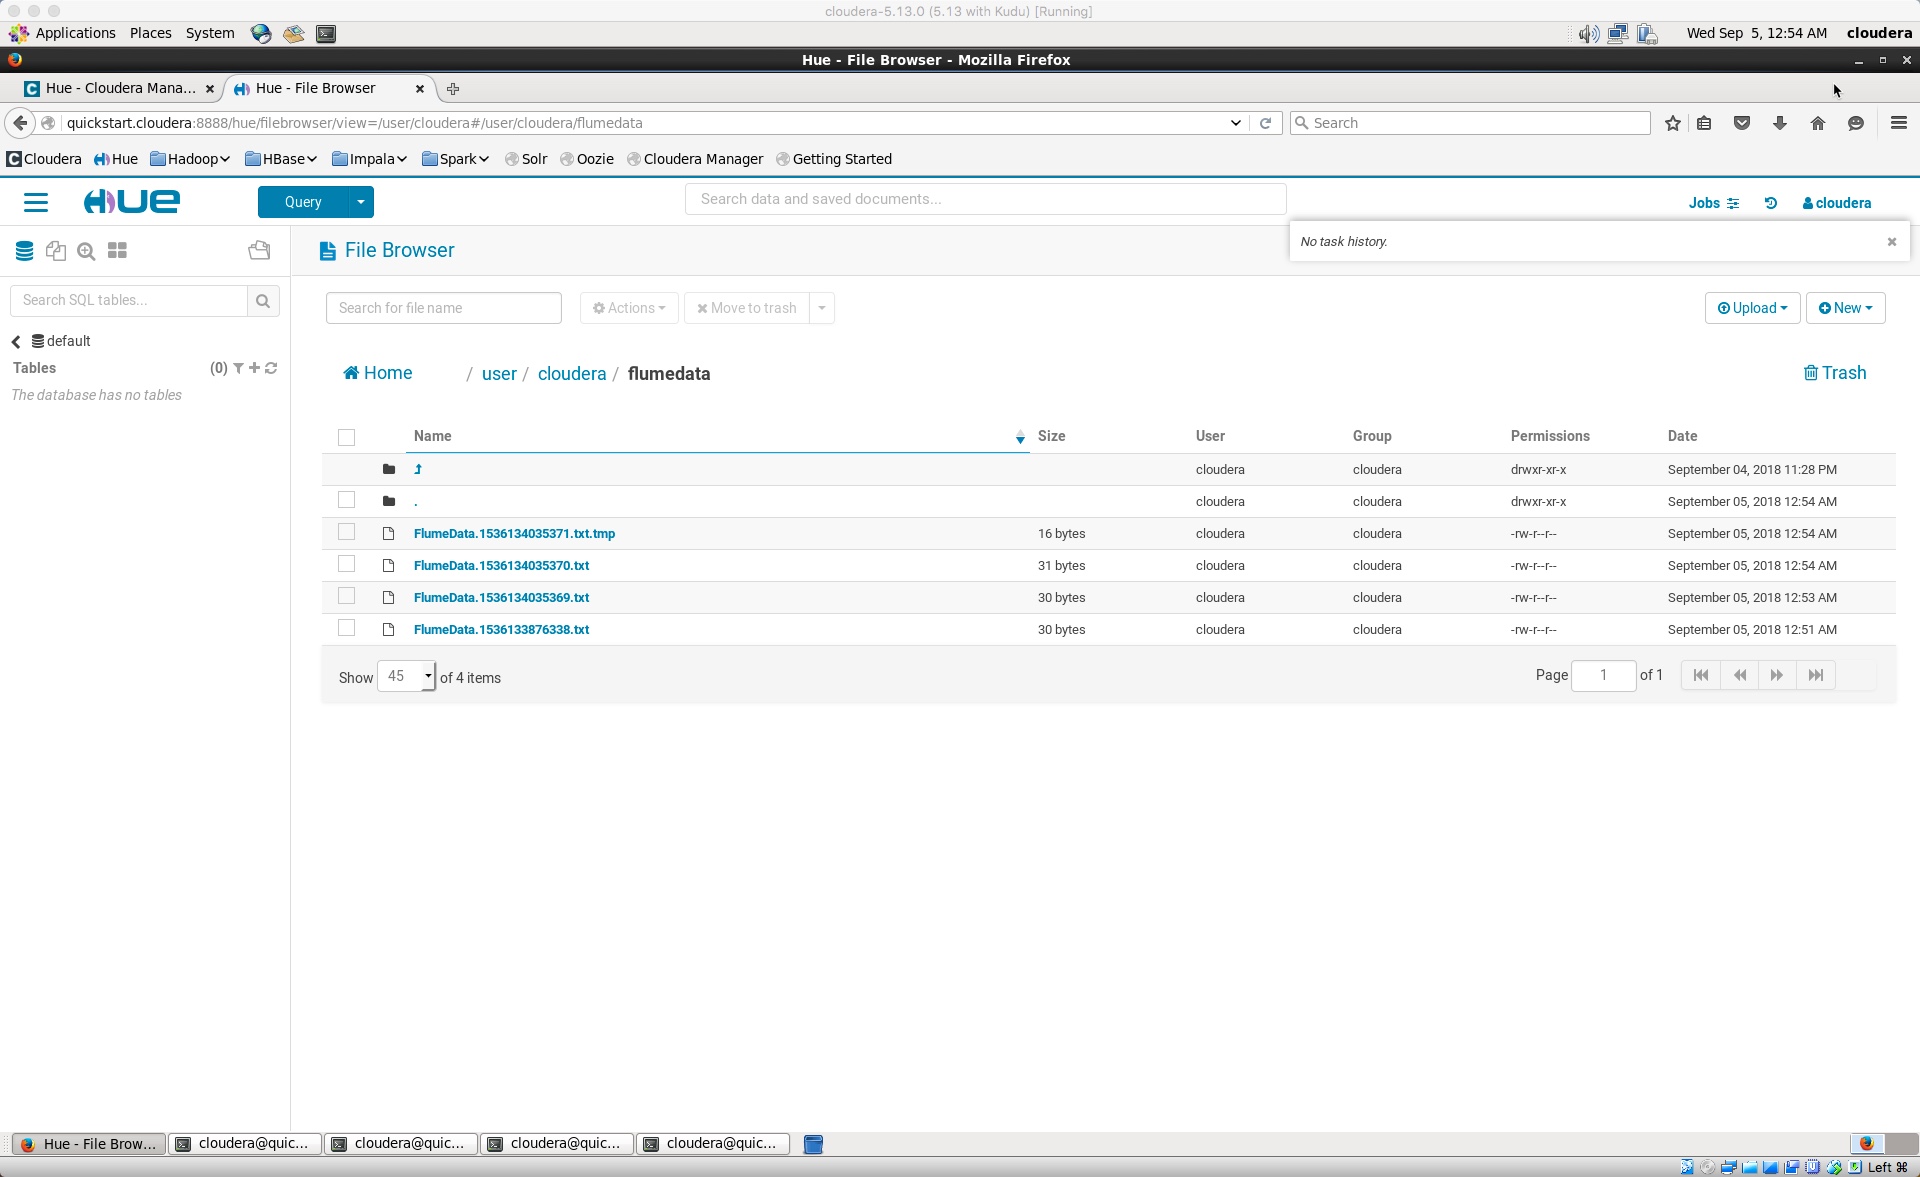 cloudera-5.13.0 (5.13 with Kudu) [Running]
Applications Places System Wed Sep 5, 12:54 AM cloudera
Hue - File Browser - Mozilla Firefox
Hue - Cloudera Mana... Hue - File Browser
quickstart.cloudera:8888/hue/filebrowser/view=/user/cloudera#/user/cloudera/flumedata Search
Cloudera Hue Hadoop HBase Impala Spark Solr Oozie Cloudera Manager Getting Started
HUE Query Search data and saved documents... Jobs cloudera
File Browser No task history.
Search SQL tables... Search for file name Actions Move to trash Upload New
default
Tables (0)
The database has no tables
Home / user / cloudera / flumedata Trash
Name Size User Group Permissions Date
cloudera cloudera drwxr-xr-x September 04, 2018 11:28 PM
. cloudera cloudera drwxr-xr-x September 05, 2018 12:54 AM
FlumeData.1536134035371.txt.tmp 16 bytes cloudera cloudera -rw-r--r-- September 05, 2018 12:54 AM
FlumeData.1536134035370.txt 31 bytes cloudera cloudera -rw-r--r-- September 05, 2018 12:54 AM
FlumeData.1536134035369.txt 30 bytes cloudera cloudera -rw-r--r-- September 05, 2018 12:53 AM
FlumeData.1536133876338.txt 30 bytes cloudera cloudera -rw-r--r-- September 05, 2018 12:51 AM
Show 45 of 4 items Page 1 of 1
Hue - File Brow... cloudera@quic... cloudera@quic... cloudera@quic... cloudera@quic...
Left ⌘